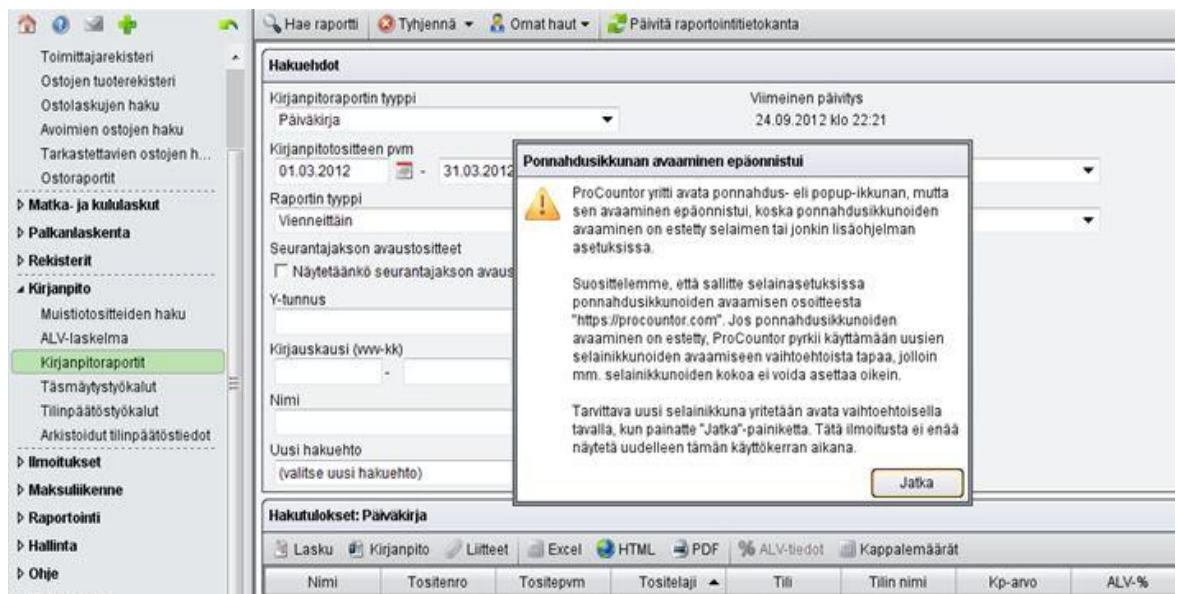 Hae raportti Tyhjennä Omat haut Päivitä raportointitietokanta
Toimittajarekisteri
Ostojen tuoterekisteri
Ostolaskujen haku
Avoimien ostojen haku
Tarkastettavien ostojen h...
Ostoraportit
Matka- ja kululaskut
Palkanlaskenta
Rekisterit
Kirjanpito
Muistiotositteiden haku
ALV-laskelma
Kirjanpitoraportit
Täsmäytystyökalut
Tilinpäätöstyökalut
Arkistoidut tilinpäätöstiedot
Ilmoitukset
Maksuliikenne
Raportointi
Hallinta
Ohje
Hakuehdot
Kirjanpitoraportin tyyppi
Päiväkirja
Viimeinen päivitys
24.09.2012 klo 22:21
Kirjanpitotositteen pvm
01.03.2012 - 31.03.2012
Raportin tyyppi
Vienneittäin
Seurantajakson avaustositteet
Näytetäänkö seurantajakson avaus
Y-tunnus
Kirjauskausi (vvvv-kk)
-
Nimi
Uusi hakuehto
(valitse uusi hakuehto)
Ponnahdusikkunan avaaminen epäonnistui
ProCountor yritti avata ponnahdus- eli popup-ikkunan, mutta
sen avaaminen epäonnistui, koska ponnahdusikkunoiden
avaaminen on estetty selaimen tai jonkin lisäohjelman
asetuksissa.
Suosittelemme, että sallitte selainasetuksissa
ponnahdusikkunoiden avaamisen osoitteesta
"https://procountor.com". Jos ponnahdusikkunoiden
avaaminen on estetty, ProCountor pyrkii käyttämään uusien
selainikkunoiden avaamiseen vaihtoehtoista tapaa, jolloin
mm. selainikkunoiden kokoa ei voida asettaa oikein.
Tarvittava uusi selainikkuna yritetään avata vaihtoehtoisella
tavalla, kun painatte "Jatka"-painiketta. Tätä ilmoitusta ei enää
näytetä uudelleen tämän käyttökerran aikana.
Jatka
Hakutulokset: Päiväkirja
Lasku Kirjanpito Liitteet Excel HTML PDF % ALV-tiedot Kappalemäärät
Nimi Tositenro Tositepvm Tositelaji Tili Tilin nimi Kp-arvo ALV-%